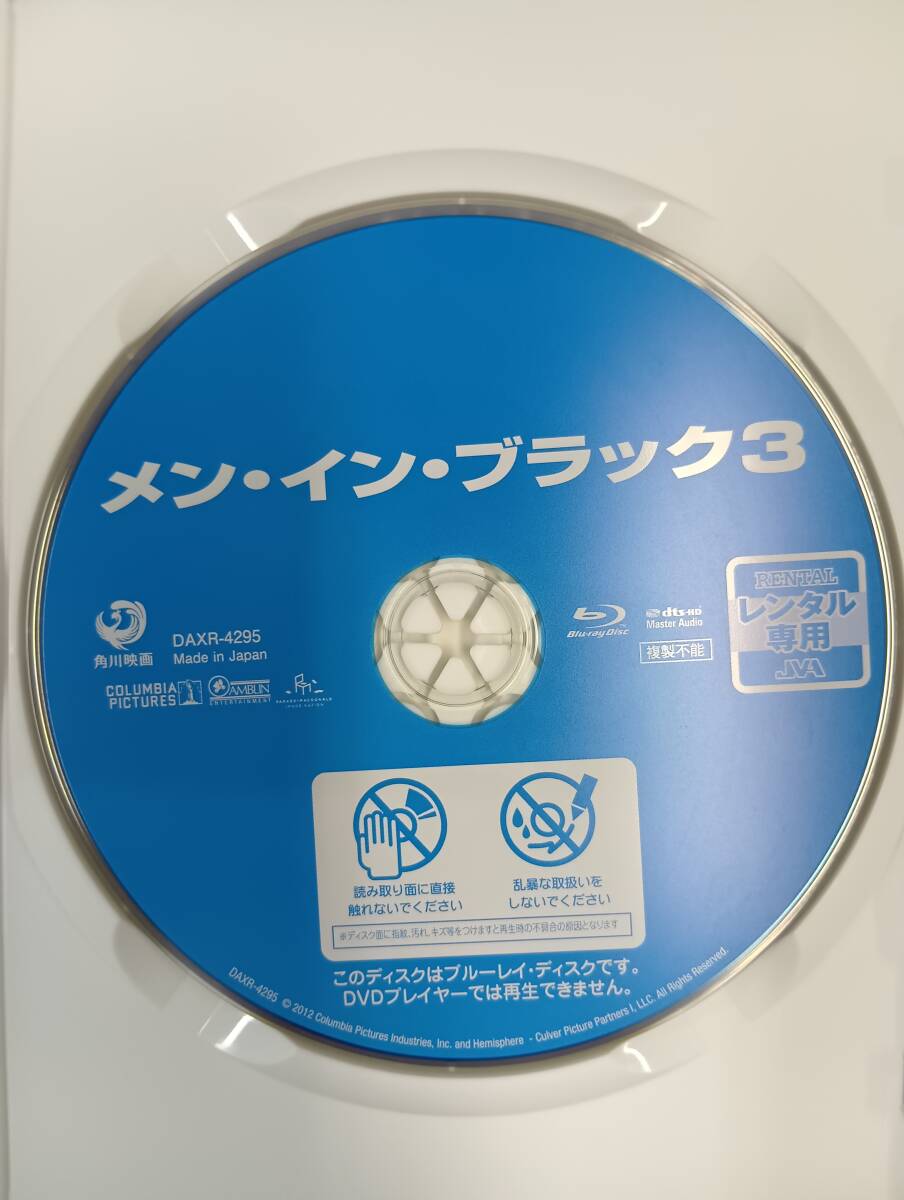 メン・イン・ブラック3
角川映画
DAXR-4295
Made in Japan
COLUMBIA
PICTURES
AMBLIN
ENTERTAINMENT
PARKES+MACDONALD
IMAGE NATION
Blu-ray Disc
dts-HD
Master Audio
複製不能
RENTAL
レンタル
専用
JVA
読み取り面に直接
触れないでください
乱暴な取扱いを
しないでください
※ディスク面に指紋、汚れ、キズ等をつけますと再生時の不具合の原因となります
このディスクはブルーレイ・ディスクです。
DVDプレイヤーでは再生できません。
DAXR-4295 © 2012 Columbia Pictures Industries, Inc. and Hemisphere - Culver Picture Partners I, LLC. All Rights Reserved.